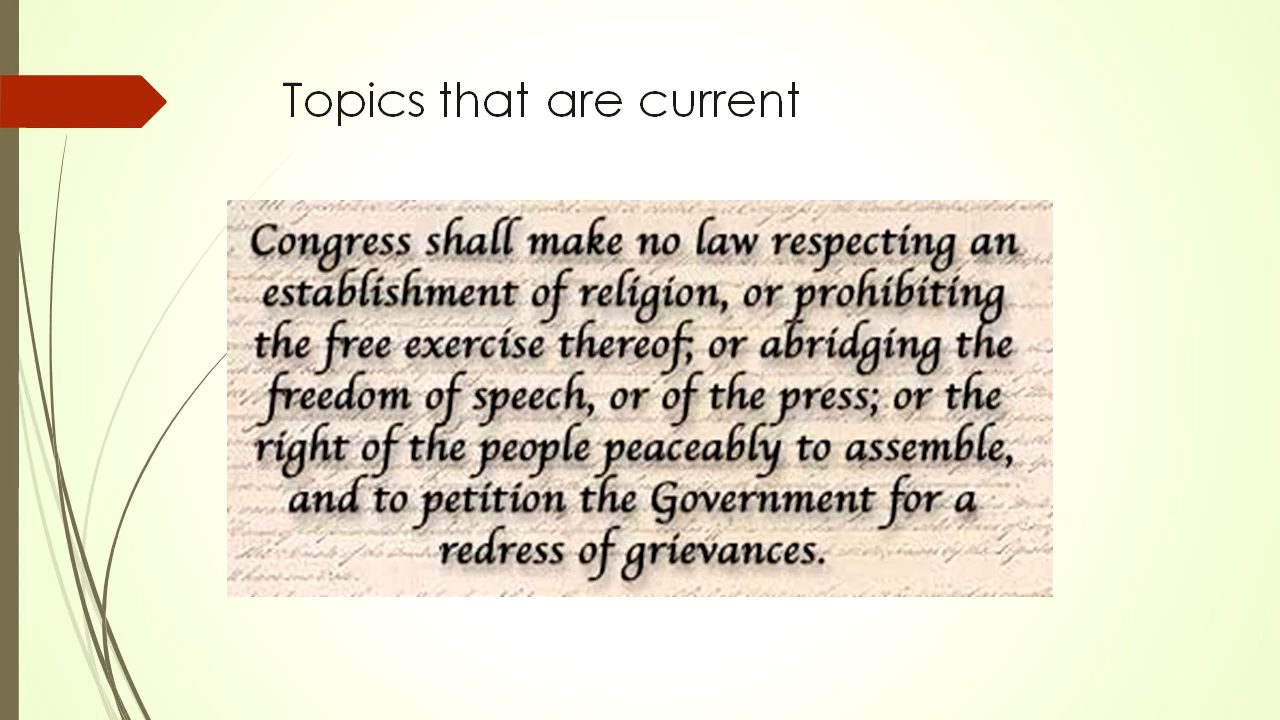 Topics that are current
Congress shall make no law respecting an
establishment of religion, or prohibiting
the free exercise thereof; or abridging the
freedom of speech, or of the press; or the
right of the people peaceably to assemble,
and to petition the Government for a
redress of grievances.